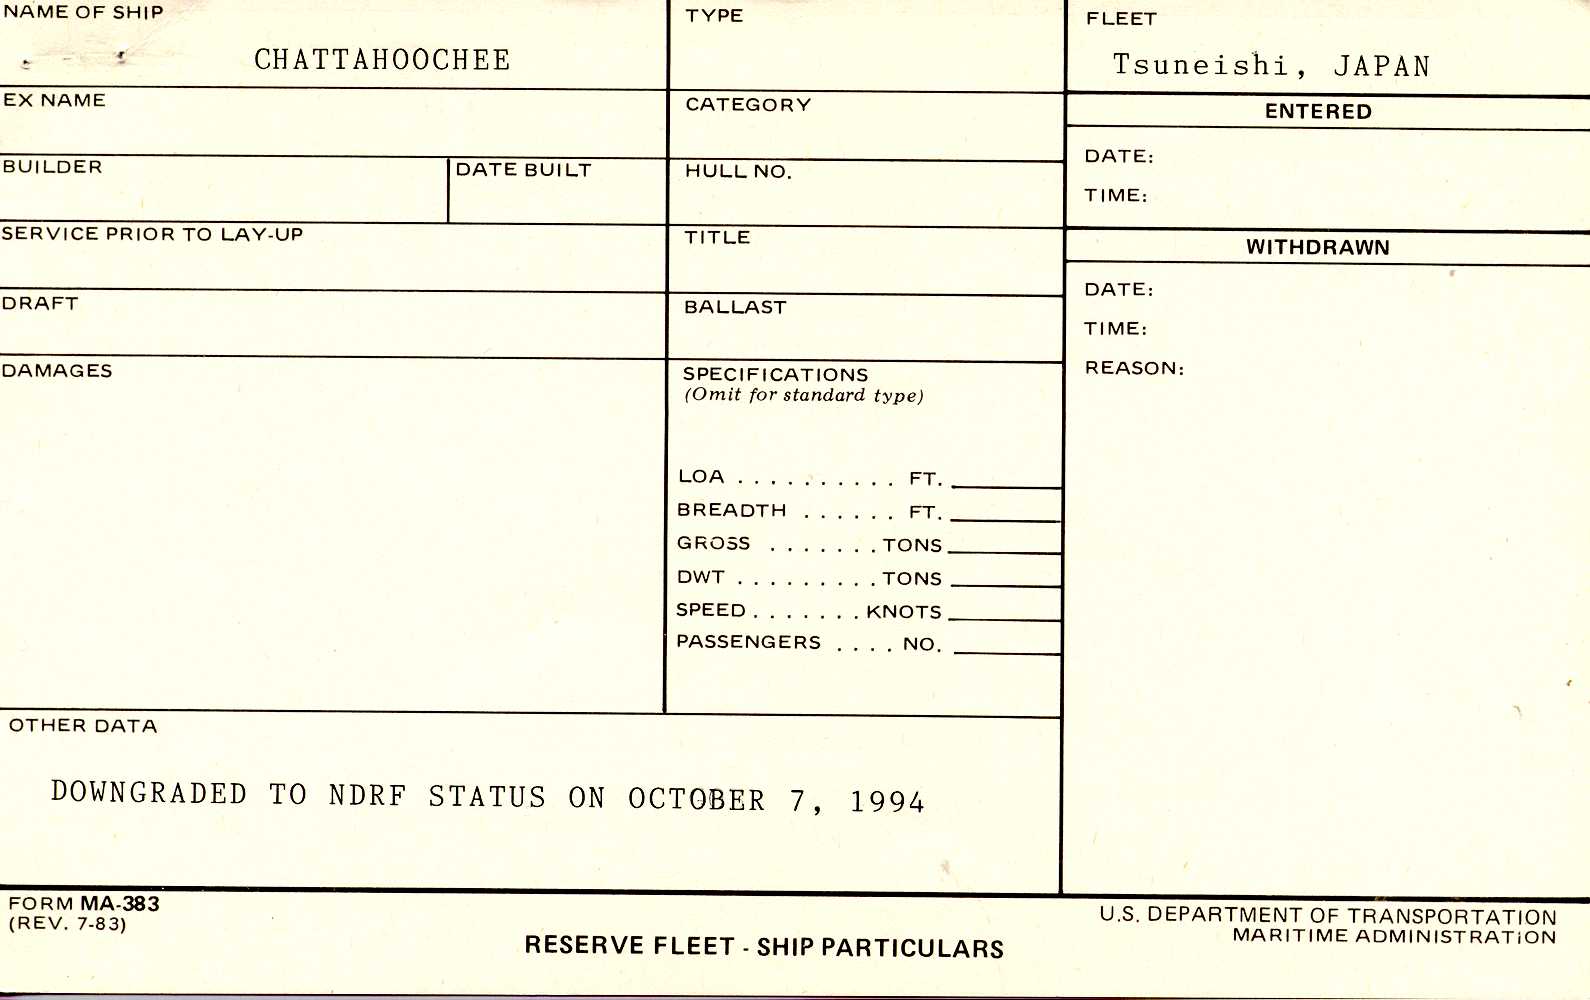 NAME OF SHIP
CHATTAHOOCHEE
TYPE
FLEET
Tsuneishi, JAPAN
EX NAME
CATEGORY
ENTERED
DATE:
TIME:
BUILDER
DATE BUILT
HULL NO.
SERVICE PRIOR TO LAY-UP
TITLE
WITHDRAWN
DATE:
TIME:
REASON:
DRAFT
BALLAST
DAMAGES
SPECIFICATIONS
(Omit for standard type)
LOA . . . . . . . . . . FT.
BREADTH . . . . . . FT.
GROSS . . . . . . . TONS
DWT . . . . . . . . . TONS
SPEED . . . . . . . KNOTS
PASSENGERS . . . . NO.
OTHER DATA
DOWNGRADED TO NDRF STATUS ON OCTOBER 7, 1994
FORM MA-383
(REV. 7-83)
RESERVE FLEET - SHIP PARTICULARS
U.S. DEPARTMENT OF TRANSPORTATION
MARITIME ADMINISTRATION